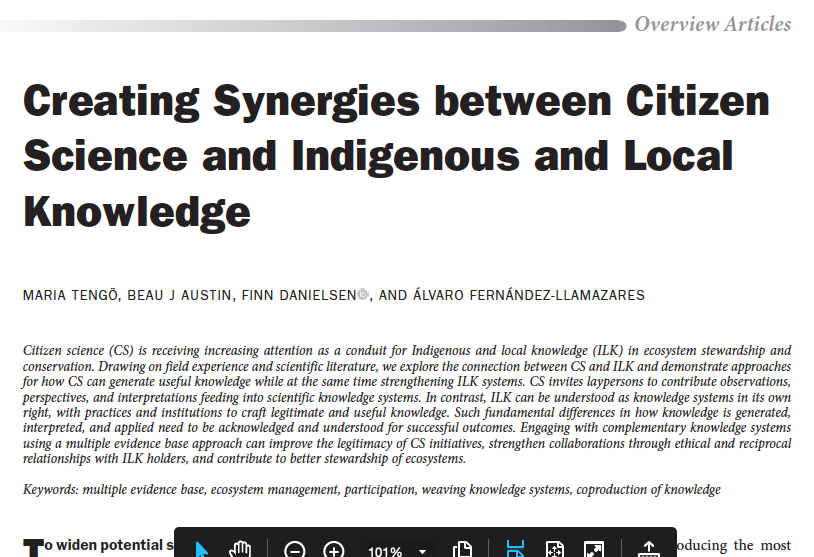 Overview Articles
Creating Synergies between Citizen
Science and Indigenous and Local
Knowledge
MARIA TENGÖ, BEAU J AUSTIN, FINN DANIELSEN, AND ÁLVARO FERNÁNDEZ-LLAMAZARES
Citizen science (CS) is receiving increasing attention as a conduit for Indigenous and local knowledge (ILK) in ecosystem stewardship and
conservation. Drawing on field experience and scientific literature, we explore the connection between CS and ILK and demonstrate approaches
for how CS can generate useful knowledge while at the same time strengthening ILK systems. CS invites laypersons to contribute observations,
perspectives, and interpretations feeding into scientific knowledge systems. In contrast, ILK can be understood as knowledge systems in its own
right, with practices and institutions to craft legitimate and useful knowledge. Such fundamental differences in how knowledge is generated,
interpreted, and applied need to be acknowledged and understood for successful outcomes. Engaging with complementary knowledge systems
using a multiple evidence base approach can improve the legitimacy of CS initiatives, strengthen collaborations through ethical and reciprocal
relationships with ILK holders, and contribute to better stewardship of ecosystems.
Keywords: multiple evidence base, ecosystem management, participation, weaving knowledge systems, coproduction of knowledge
To widen potential s
101%
oducing the most